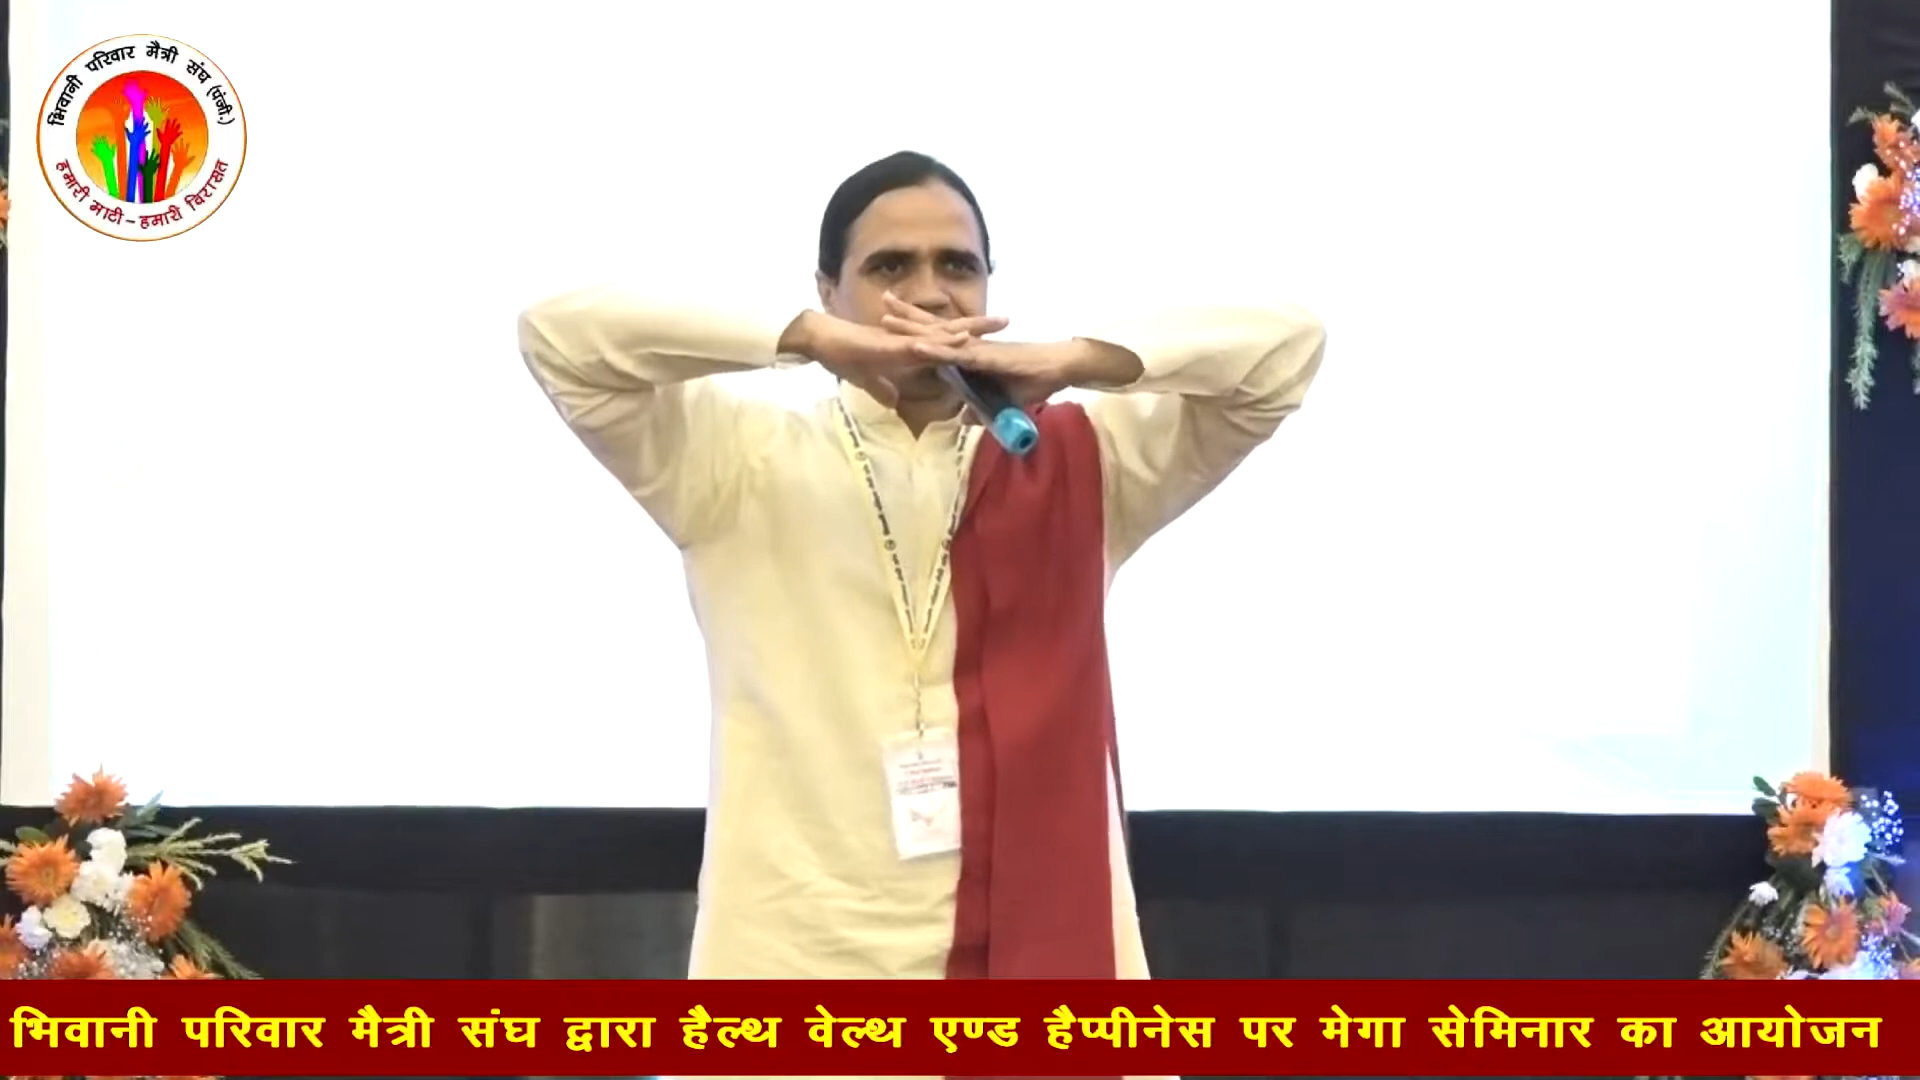 भिवानी परिवार मैत्री संघ (पंजी.)
हमारी माटी - हमारी विरासत
भिवानी परिवार मैत्री संघ द्वारा हैल्थ वेल्थ एण्ड हैप्पीनेस पर मेगा सेमिनार का आयोजन